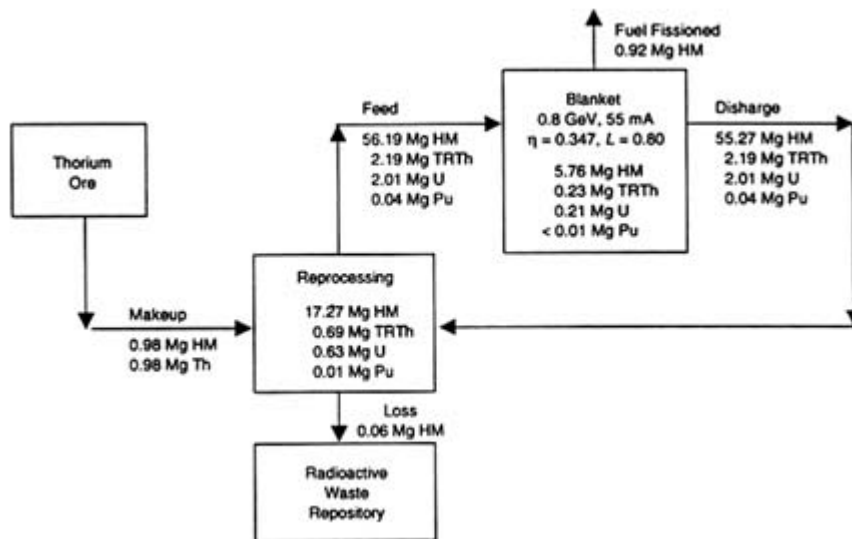 Fuel Fissioned
0.92 Mg HM
Feed
56.19 Mg HM
2.19 Mg TRTh
2.01 Mg U
0.04 Mg Pu
Blanket
0.8 GeV, 55 mA
η = 0.347, L = 0.80
5.76 Mg HM
0.23 Mg TRTh
0.21 Mg U
< 0.01 Mg Pu
Disharge
55.27 Mg HM
2.19 Mg TRTh
2.01 Mg U
0.04 Mg Pu
Thorium
Ore
Makeup
0.98 Mg HM
0.98 Mg Th
Reprocessing
17.27 Mg HM
0.69 Mg TRTh
0.63 Mg U
0.01 Mg Pu
Loss
0.06 Mg HM
Radioactive
Waste
Repository